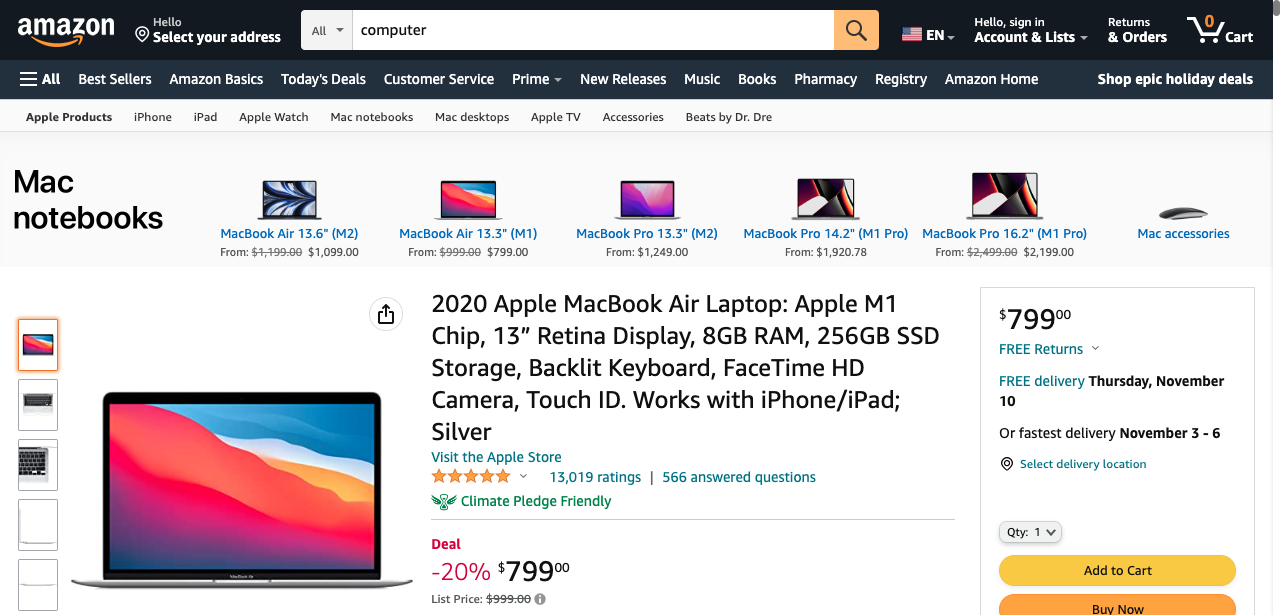 amazon
Hello
Select your address
All
computer
EN
Hello, sign in
Account & Lists
Returns
& Orders
0
Cart
All
Best Sellers
Amazon Basics
Today's Deals
Customer Service
Prime
New Releases
Music
Books
Pharmacy
Registry
Amazon Home
Shop epic holiday deals
Apple Products
iPhone
iPad
Apple Watch
Mac notebooks
Mac desktops
Apple TV
Accessories
Beats by Dr. Dre
Mac
notebooks
MacBook Air 13.6" (M2)
From: $1,199.00 $1,099.00
MacBook Air 13.3" (M1)
From: $999.00 $799.00
MacBook Pro 13.3" (M2)
From: $1,249.00
MacBook Pro 14.2" (M1 Pro)
From: $1,920.78
MacBook Pro 16.2" (M1 Pro)
From: $2,499.00 $2,199.00
Mac accessories
MacBook Air
2020 Apple MacBook Air Laptop: Apple M1
Chip, 13” Retina Display, 8GB RAM, 256GB SSD
Storage, Backlit Keyboard, FaceTime HD
Camera, Touch ID. Works with iPhone/iPad;
Silver
Visit the Apple Store
13,019 ratings | 566 answered questions
Climate Pledge Friendly
Deal
-20% $79900
List Price: $999.00
$79900
FREE Returns
FREE delivery Thursday, November
10
Or fastest delivery November 3 - 6
Select delivery location
Qty: 1
Add to Cart
Buy Now